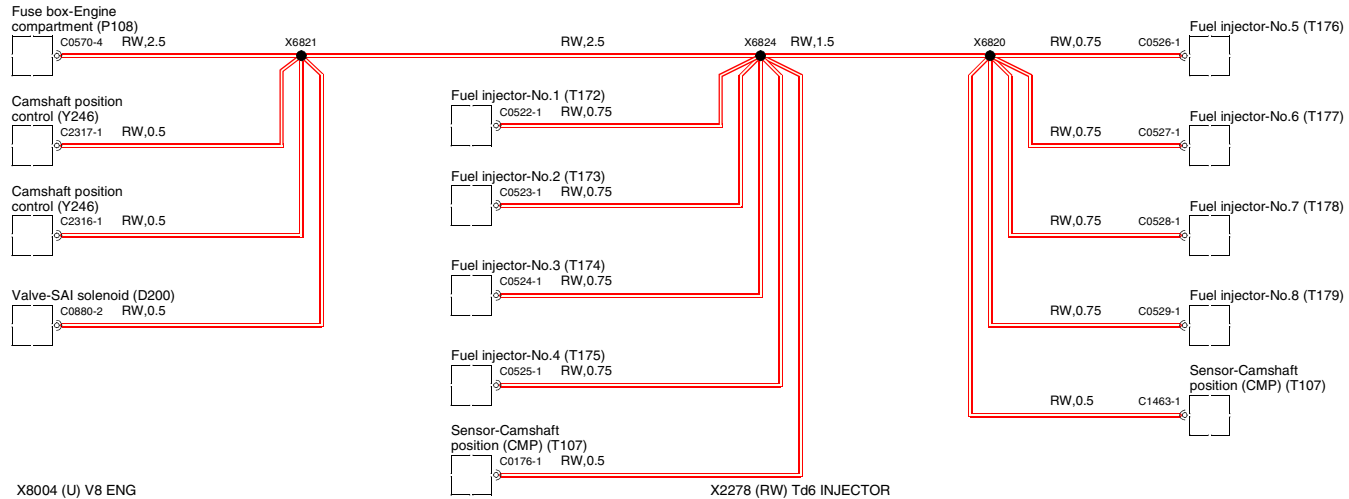 Fuse box-Engine
compartment (P108)
C0570-4 RW,2.5
X6821
RW,2.5
X6824
RW,1.5
X6820
RW,0.75
C0526-1
Fuel injector-No.5 (T176)
Camshaft position
control (Y246)
C2317-1 RW,0.5
Camshaft position
control (Y246)
C2316-1 RW,0.5
Valve-SAI solenoid (D200)
C0880-2 RW,0.5
Fuel injector-No.1 (T172)
C0522-1 RW,0.75
Fuel injector-No.2 (T173)
C0523-1 RW,0.75
Fuel injector-No.3 (T174)
C0524-1 RW,0.75
Fuel injector-No.4 (T175)
C0525-1 RW,0.75
Sensor-Camshaft
position (CMP) (T107)
C0176-1 RW,0.5
Fuel injector-No.6 (T177)
RW,0.75 C0527-1
Fuel injector-No.7 (T178)
RW,0.75 C0528-1
Fuel injector-No.8 (T179)
RW,0.75 C0529-1
Sensor-Camshaft
position (CMP) (T107)
RW,0.5 C1463-1
X8004 (U) V8 ENG
X2278 (RW) Td6 INJECTOR